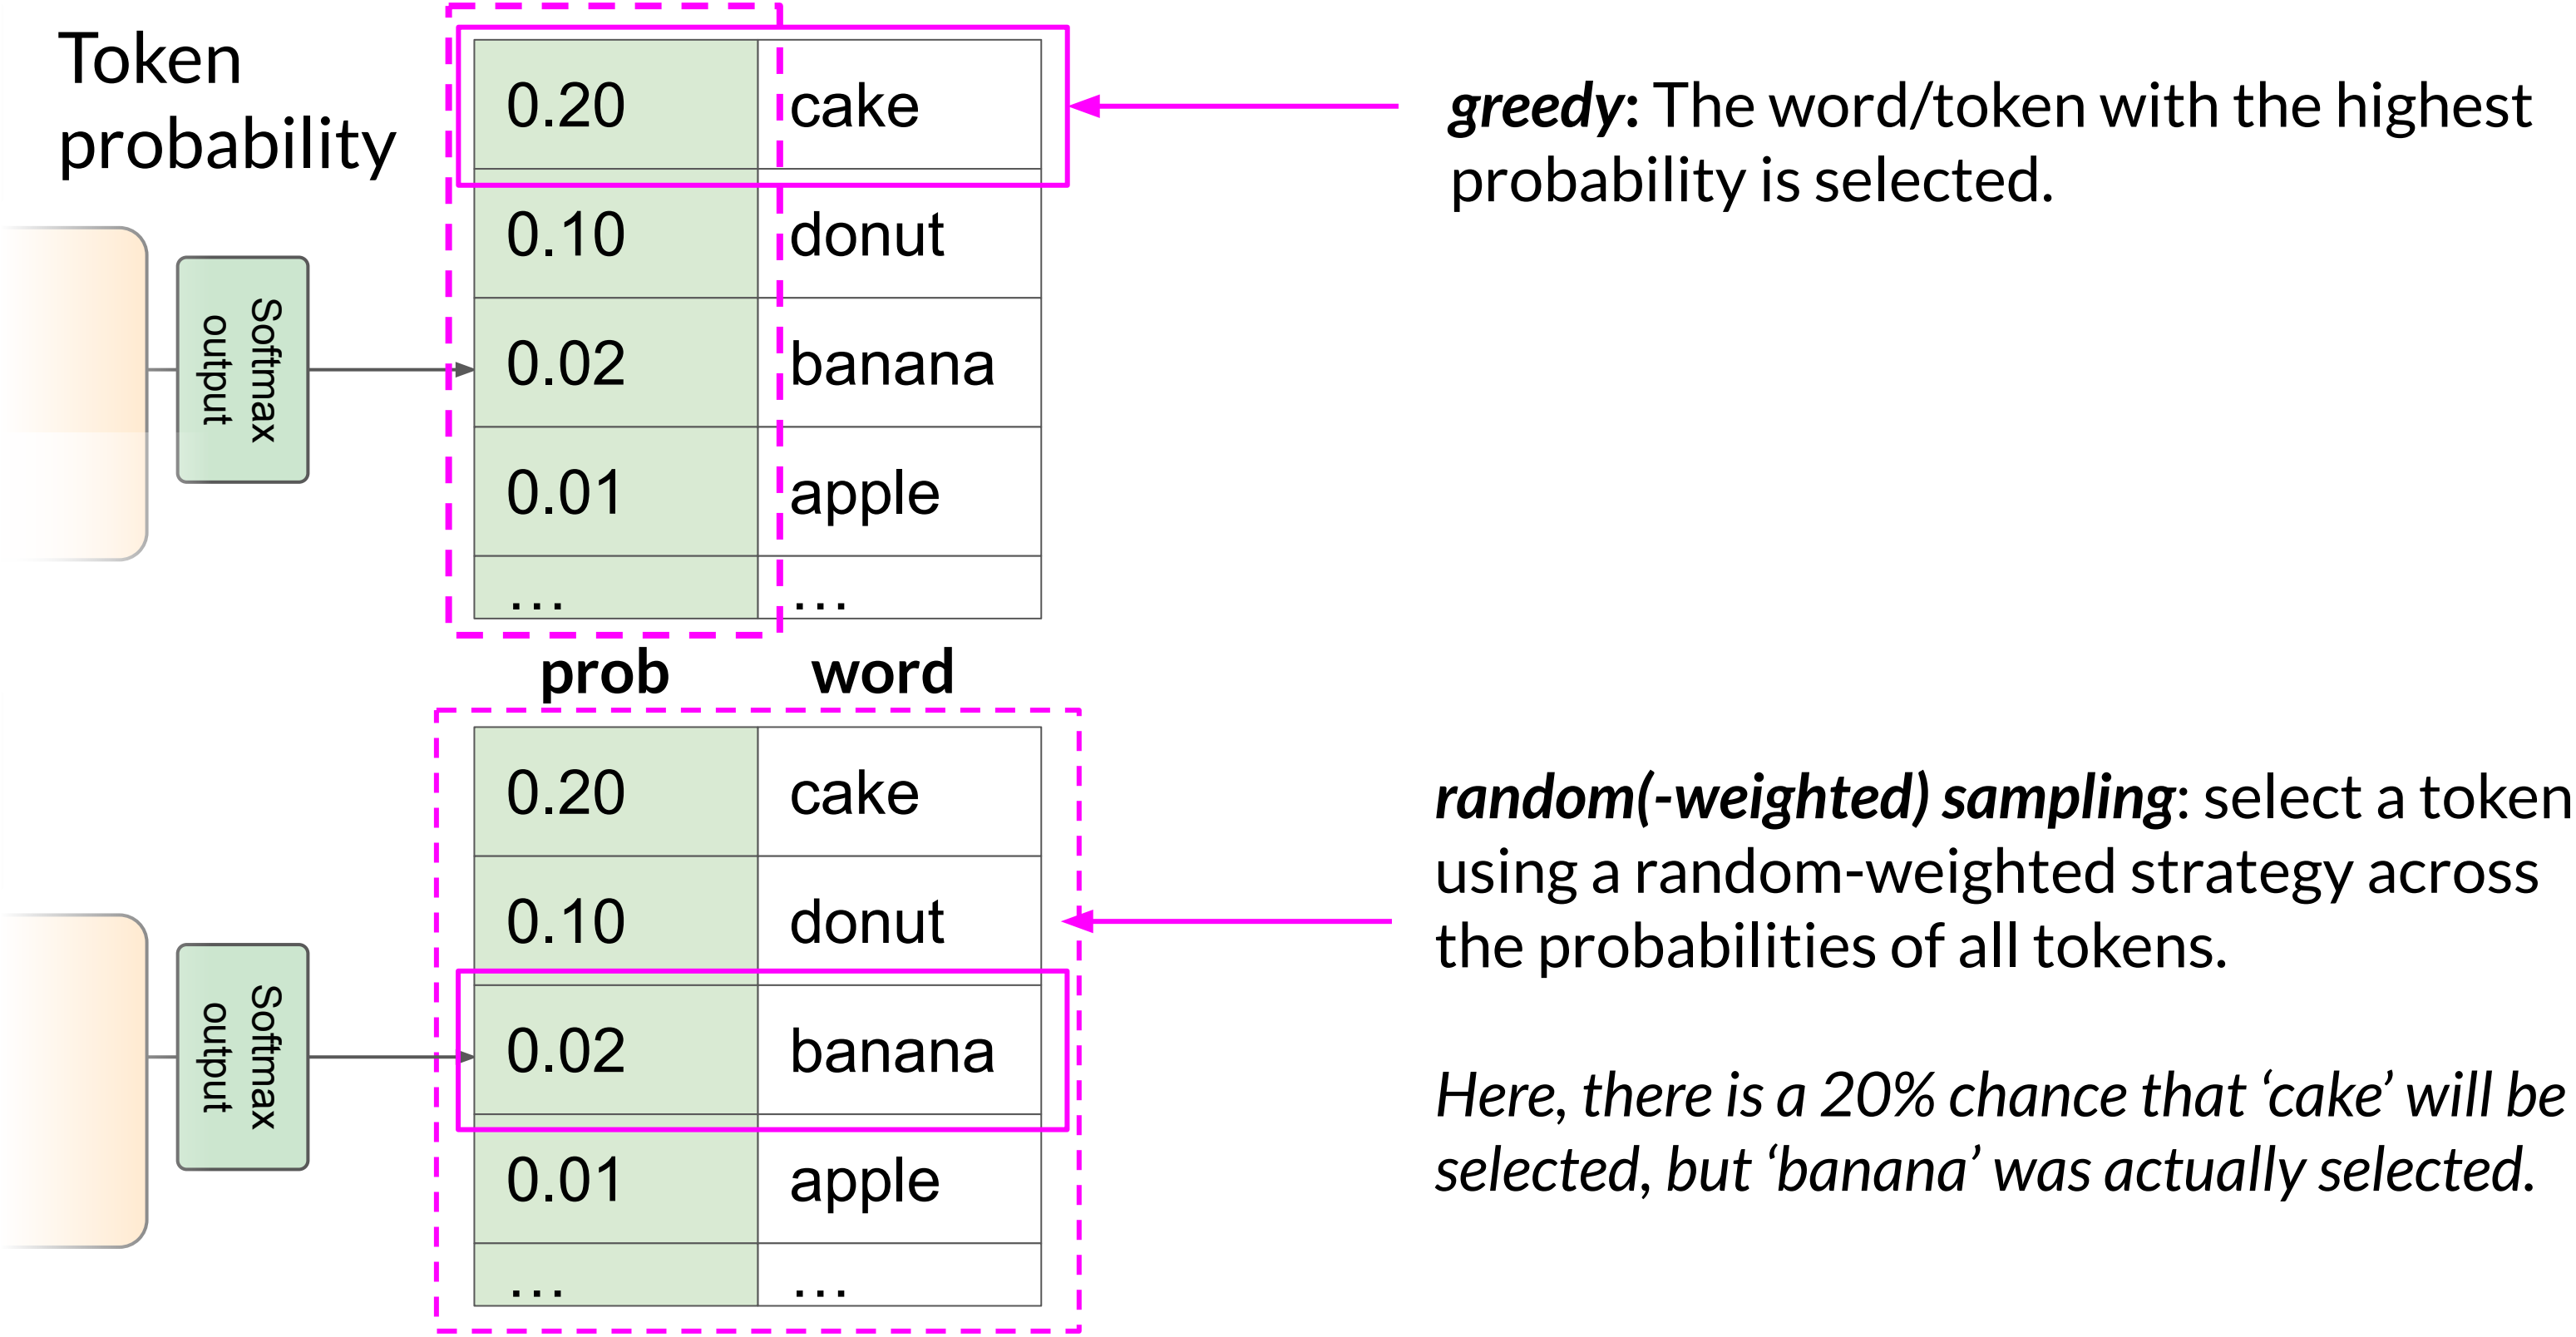 Token
probability
0.20 cake
0.10 donut
0.02 banana
0.01 apple
… …
prob word
Softmax
output
greedy: The word/token with the highest
probability is selected.
0.20 cake
0.10 donut
0.02 banana
0.01 apple
… …
Softmax
output
random(-weighted) sampling: select a token
using a random-weighted strategy across
the probabilities of all tokens.
Here, there is a 20% chance that ‘cake’ will be
selected, but ‘banana’ was actually selected.